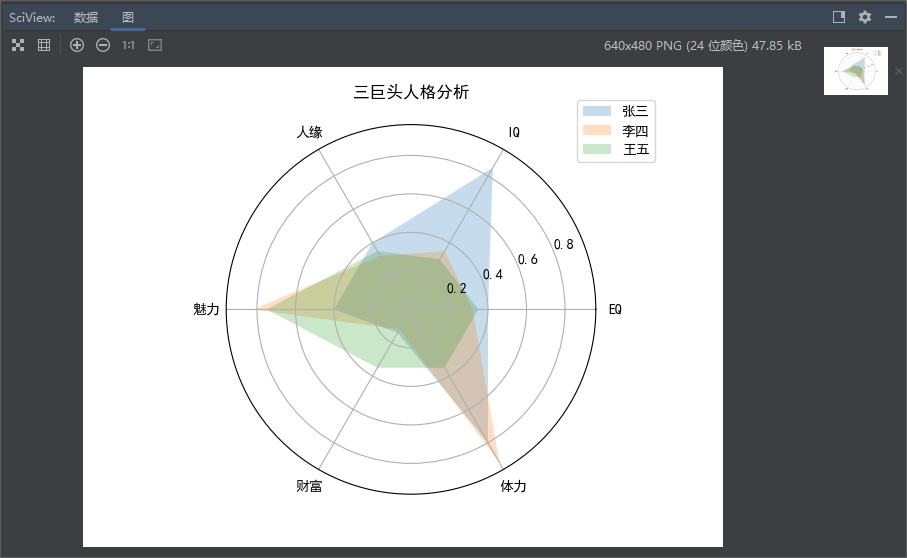 SciView: 数据 图
1:1 640x480 PNG (24 位颜色) 47.85 kB
三巨头人格分析
张三
李四
王五
人缘 IQ
0.8
0.6
0.4
0.2
魅力 EQ
财富 体力